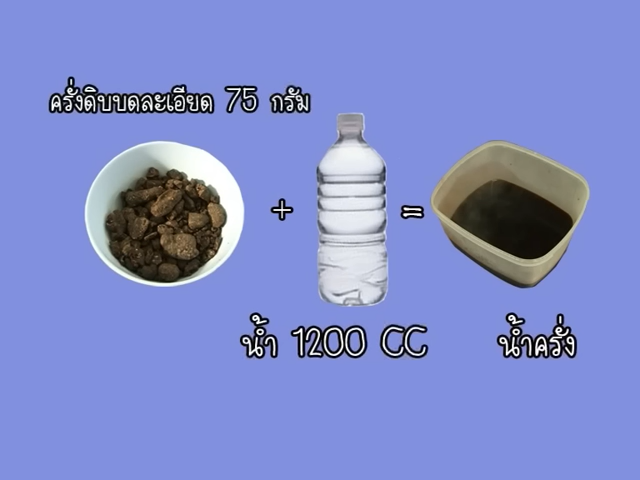 ครั่งดิบบดละเอียด 75 กรัม
+ =
น้ำ 1200 CC น้ำครั่ง